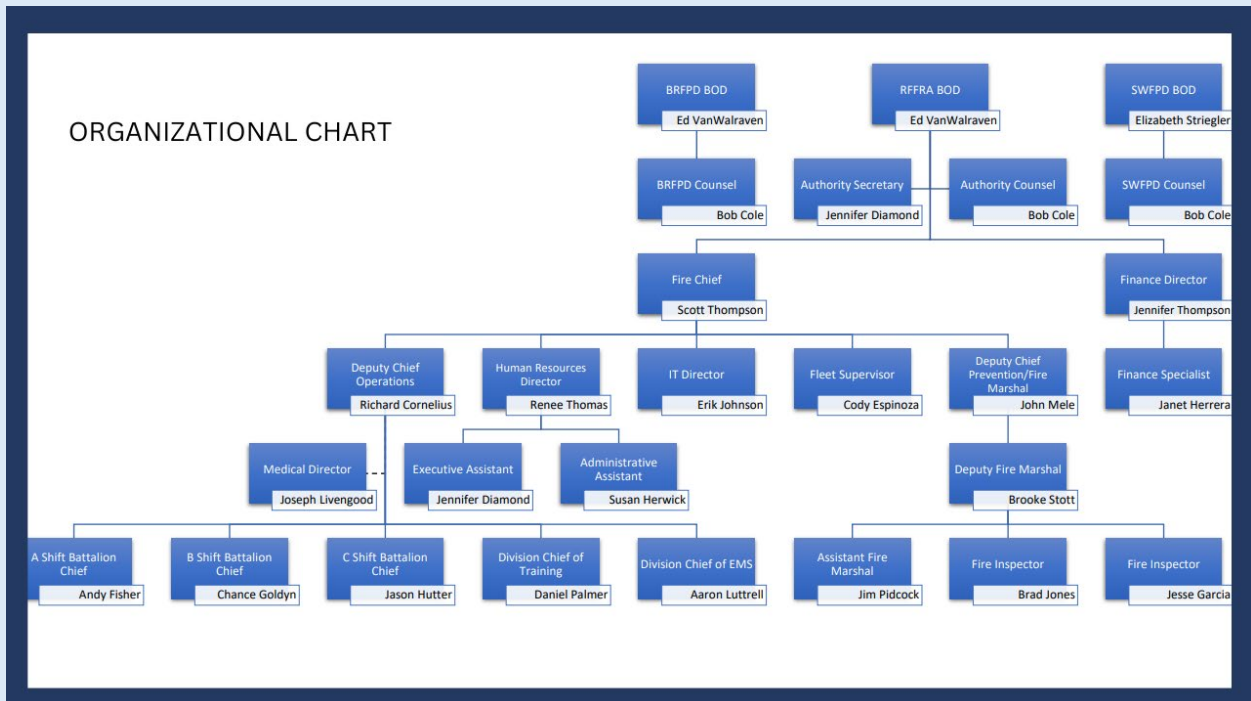 BRFPD BOD
Ed VanWalraven
RFFRA BOD
Ed VanWalraven
SWFPD BOD
Elizabeth Striegler
ORGANIZATIONAL CHART
BRFPD Counsel
Bob Cole
Authority Secretary
Jennifer Diamond
Authority Counsel
Bob Cole
SWFPD Counsel
Bob Cole
Fire Chief
Scott Thompson
Finance Director
Jennifer Thompson
Deputy Chief
Operations
Richard Cornelius
Human Resources
Director
Renee Thomas
IT Director
Erik Johnson
Fleet Supervisor
Cody Espinoza
Deputy Chief
Prevention/Fire
Marshal
John Mele
Finance Specialist
Janet Herrera
Medical Director
Joseph Livengood
Executive Assistant
Jennifer Diamond
Administrative
Assistant
Susan Herwick
Deputy Fire Marshal
Brooke Stott
A Shift Battalion
Chief
Andy Fisher
B Shift Battalion
Chief
Chance Goldyn
C Shift Battalion
Chief
Jason Hutter
Division Chief of
Training
Daniel Palmer
Division Chief of EMS
Aaron Luttrell
Assistant Fire
Marshal
Jim Pidcock
Fire Inspector
Brad Jones
Fire Inspector
Jesse Garcia